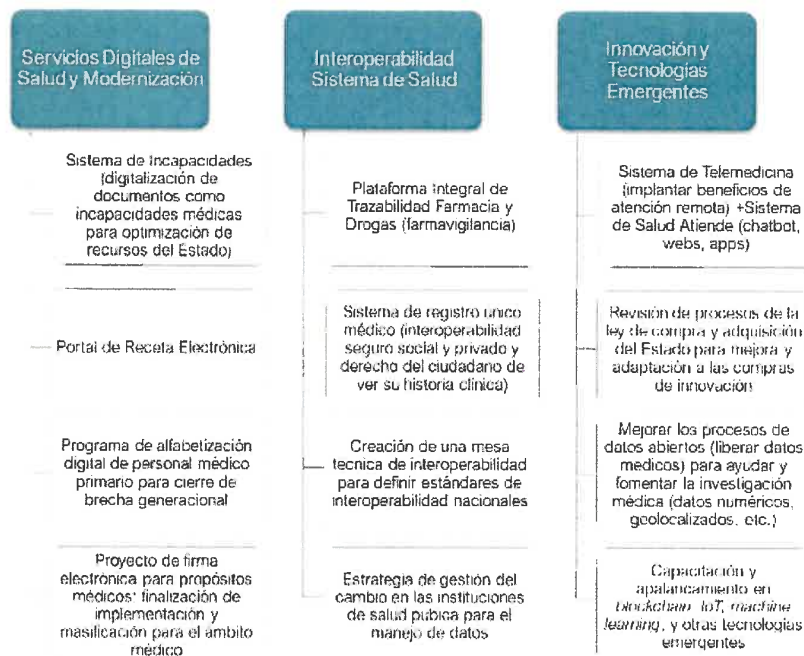 Servicios Digitales de
Salud y Modernización
Sistema de Incapacidades
(digitalización de
documentos como
incapacidades médicas
para optimización de
recursos del Estado)
Portal de Receta Electrónica
Programa de alfabetización
digital de personal médico
primario para cierre de
brecha generacional
Proyecto de firma
electrónica para propósitos
médicos: finalización de
implementación y
masificación para el ámbito
médico
Interoperabilidad
Sistema de Salud
Plataforma Integral de
Trazabilidad Farmacia y
Drogas (farmavigilancia)
Sistema de registro unico
médico (interoperabilidad
seguro social y privado y
derecho del ciudadano de
ver su historia clínica)
Creación de una mesa
tecnica de interoperabilidad
para definir estándares de
interoperabilidad nacionales
Estrategia de gestión del
cambio en las instituciones
de salud pubica para el
manejo de datos
Innovación y
Tecnologías
Emergentes
Sistema de Telemedicina
(implantar beneficios de
atención remota) +Sistema
de Salud Atiende (chatbot,
webs, apps)
Revisión de procesos de la
ley de compra y adquisición
del Estado para mejora y
adaptación a las compras
de innovación
Mejorar los procesos de
datos abiertos (liberar datos
medicos) para ayudar y
fomentar la investigación
médica (datos numéricos,
geolocalizados, etc.)
Capacitación y
apalancamiento en
blockchain, IoT, machine
learning, y otras tecnologías
emergentes